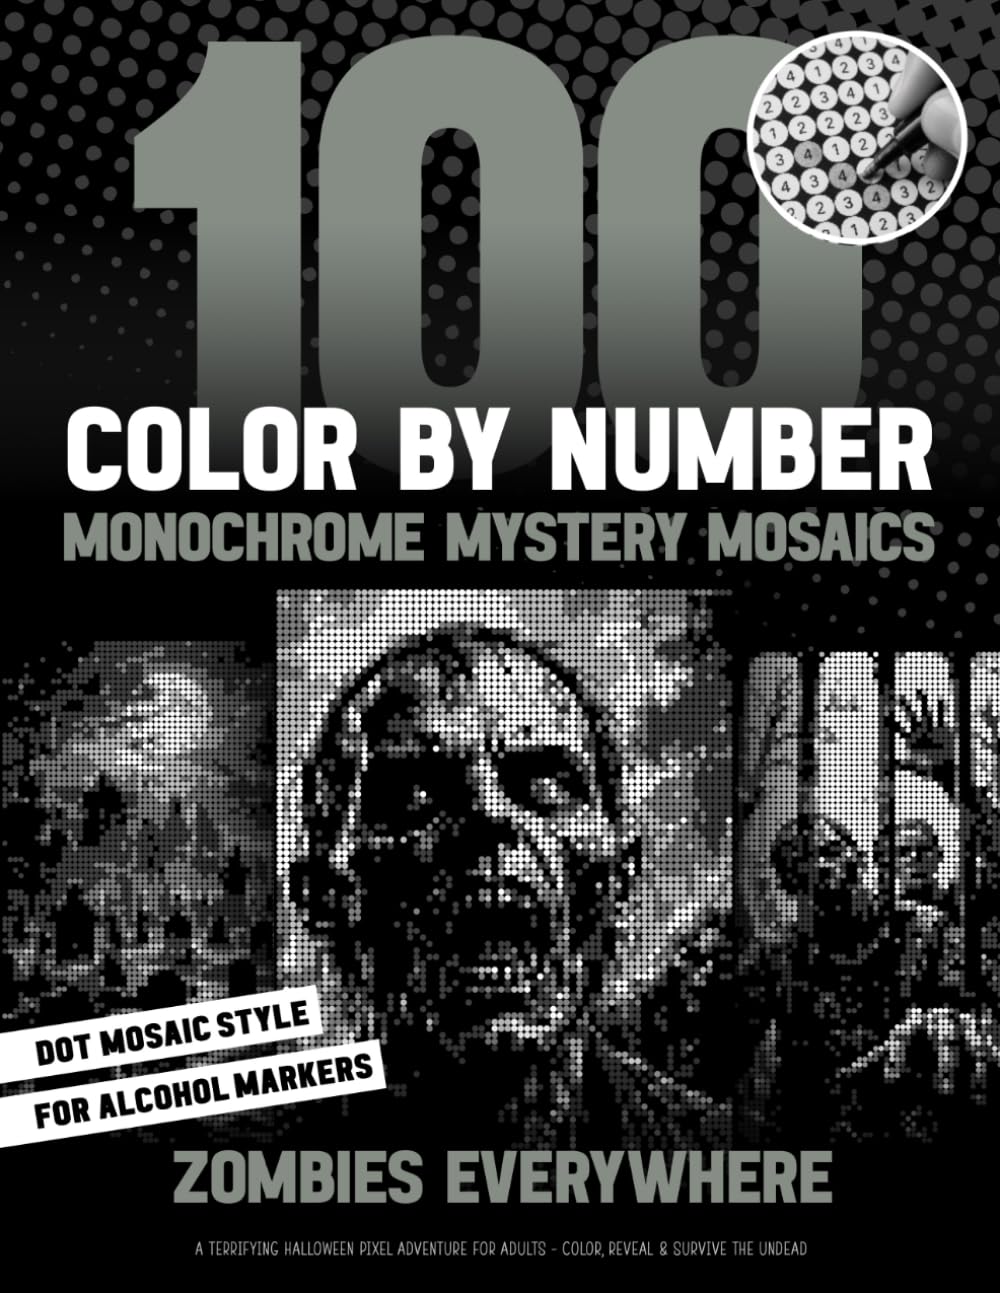 100
COLOR BY NUMBER
MONOCHROME MYSTERY MOSAICS
DOT MOSAIC STYLE
FOR ALCOHOL MARKERS
ZOMBIES EVERYWHERE
A TERRIFYING HALLOWEEN PIXEL ADVENTURE FOR ADULTS - COLOR, REVEAL & SURVIVE THE UNDEAD